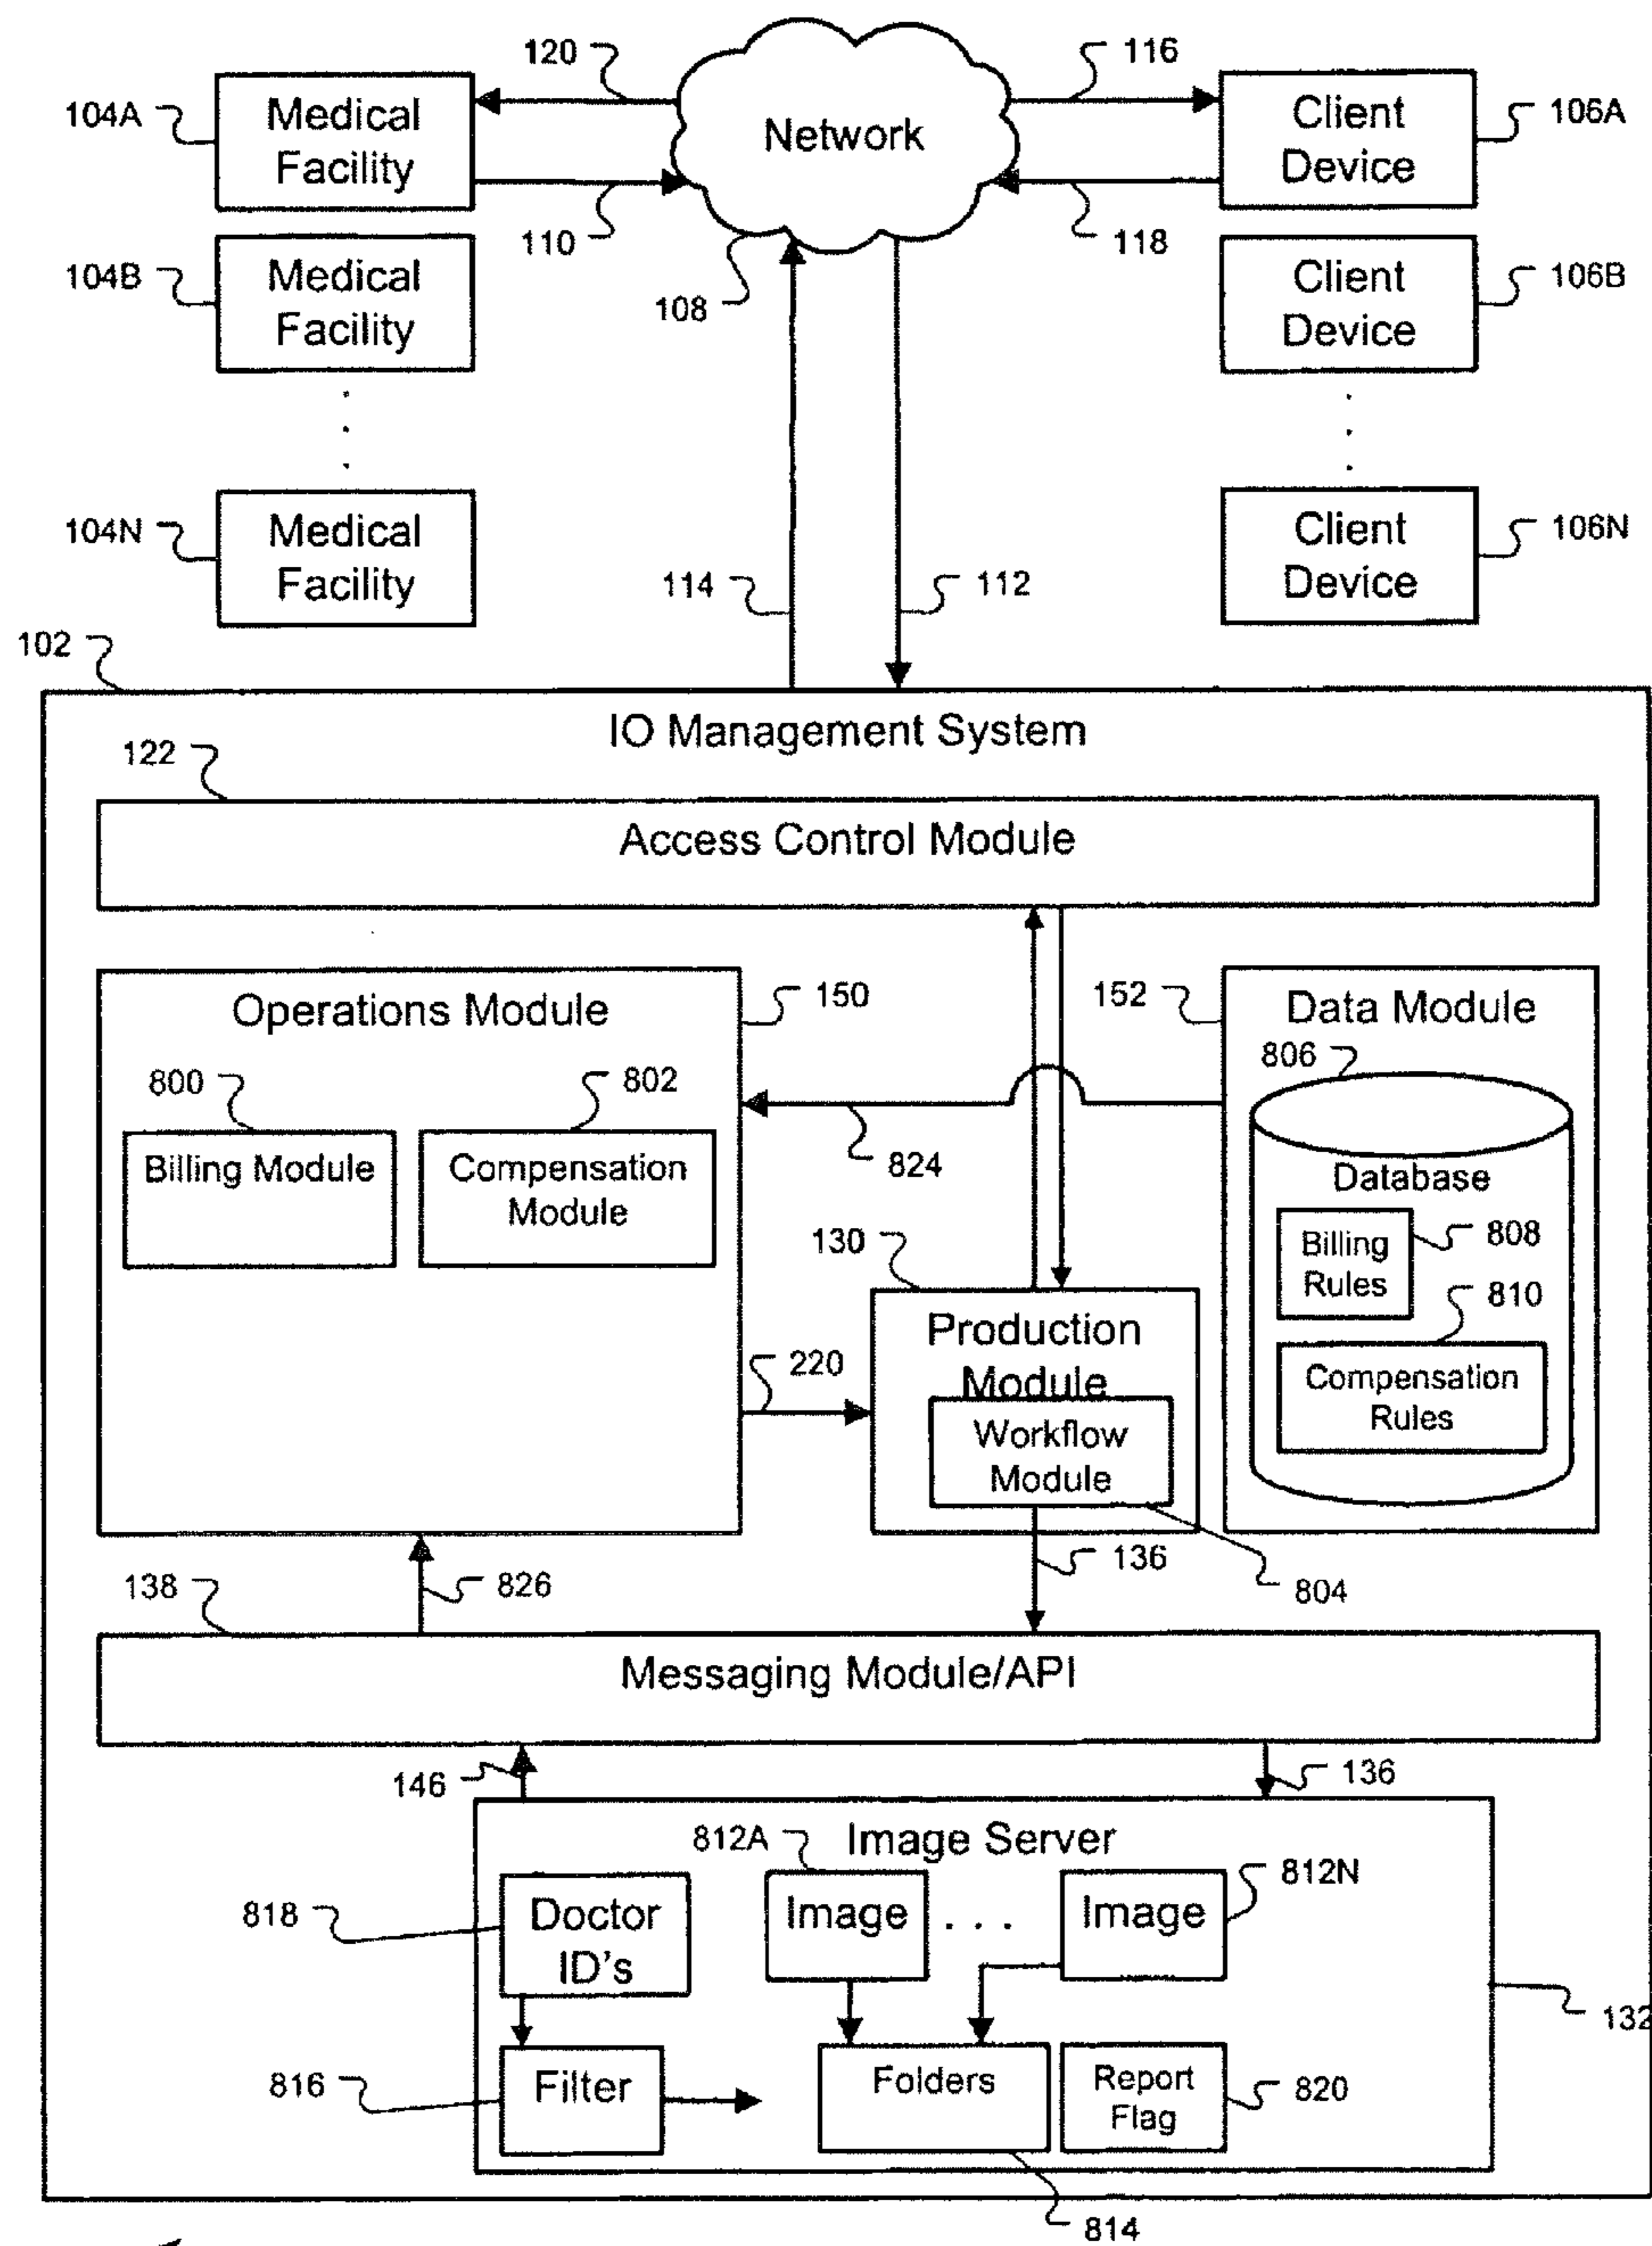 120
116
104A
Medical
Facility
Network
Client
Device
106A
110
118
104B
Medical
Facility
108
Client
Device
106B
104N
Medical
Facility
Client
Device
106N
114
112
102
IO Management System
122
Access Control Module
Operations Module
150
152
Data Module
806
800
802
Billing Module
Compensation
Module
824
Database
130
Billing
Rules
808
810
Production
Module
220
Compensation
Rules
Workflow
Module
136
804
138
826
Messaging Module/API
146
136
Image Server
812A
812N
818
Doctor
ID's
Image
. . .
Image
132
816
Filter
Folders
Report
Flag
820
814